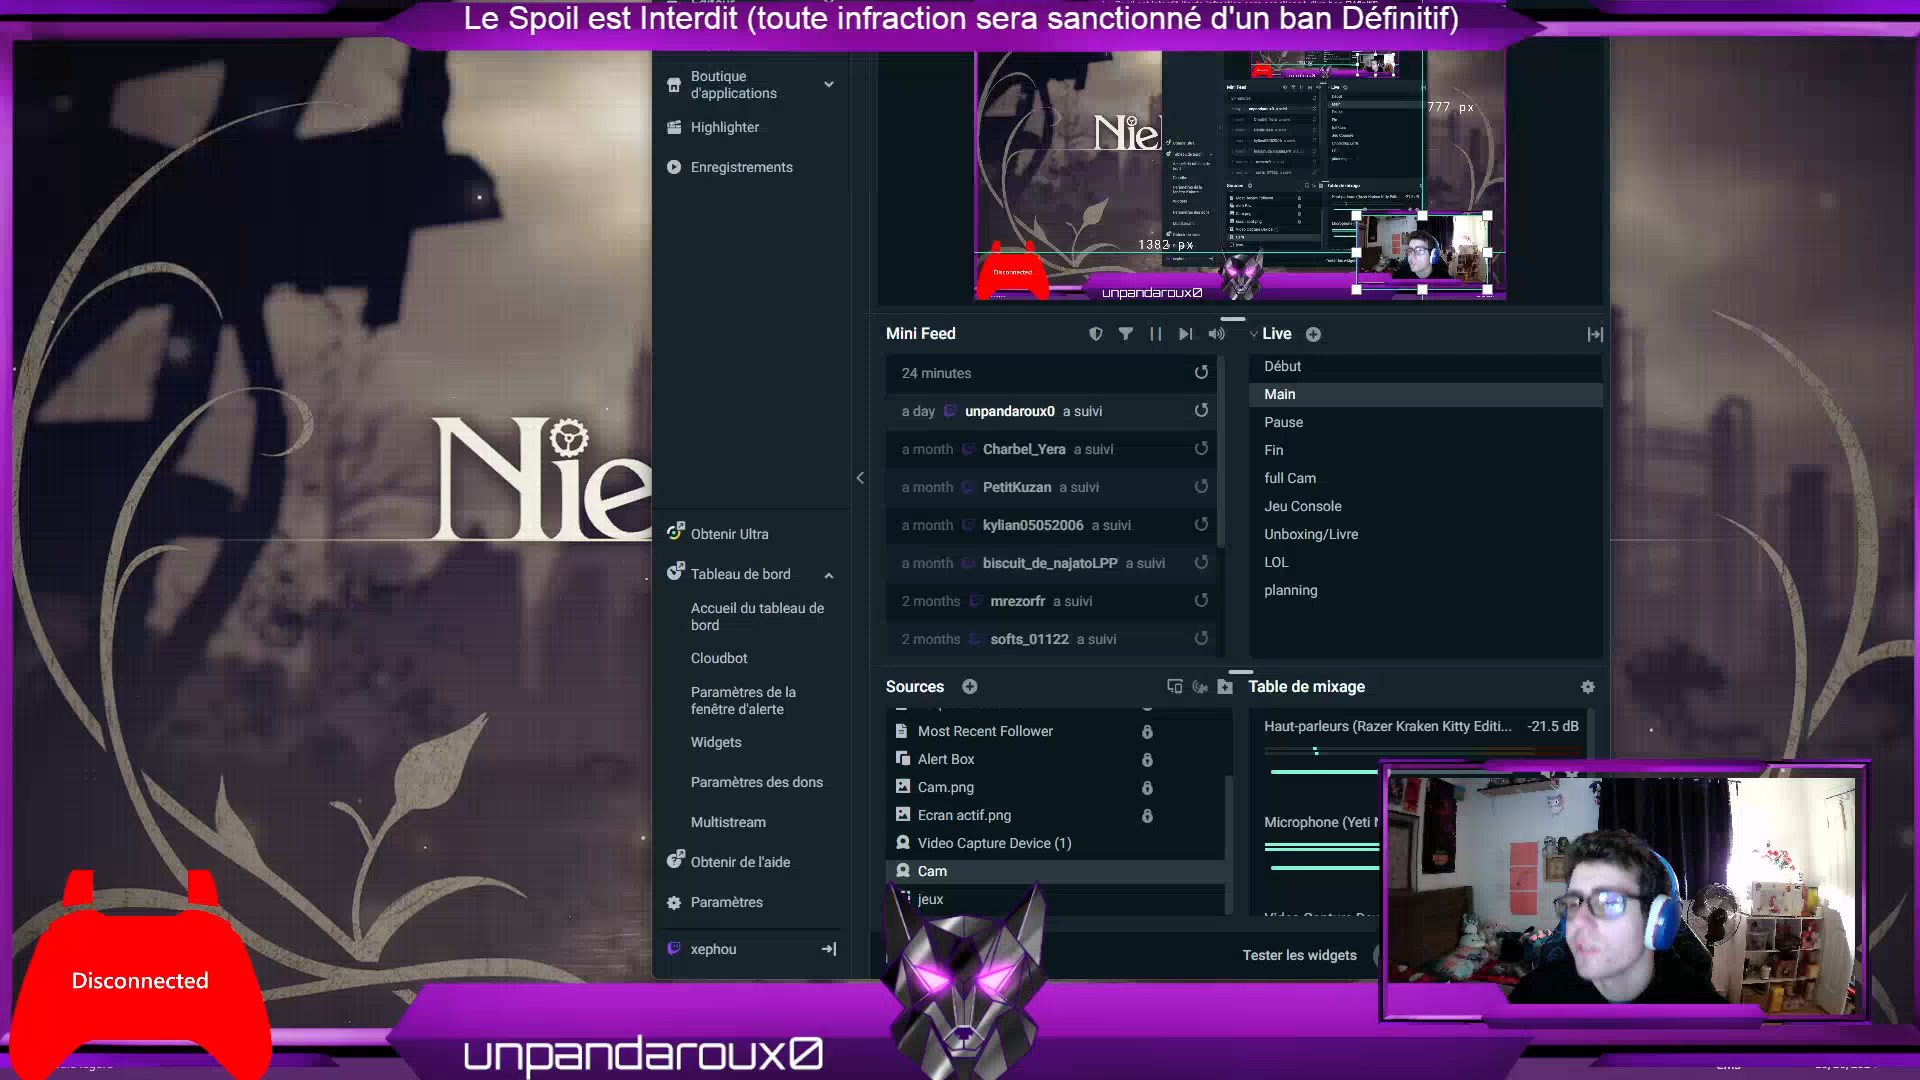 Le Spoil est Interdit (toute infraction sera sanctionné d'un ban Définitif)
Boutique
d'applications
Highlighter
Enregistrements
Nie
Obtenir Ultra
Tableau de bord
Accueil du tableau de
bord
Cloudbot
Paramètres de la
fenêtre d'alerte
Widgets
Paramètres des dons
Multistream
Obtenir de l'aide
Paramètres
xephou
777 px
1382 px
Disconnected
unpandaroux0
Mini Feed
24 minutes
a day unpandaroux0 a suivi
a month Charbel_Yera a suivi
a month PetitKuzan a suivi
a month kylian05052006 a suivi
a month biscuit_de_najatoLPP a suivi
2 months mrezorfr a suivi
2 months softs_01122 a suivi
Live
Début
Main
Pause
Fin
full Cam
Jeu Console
Unboxing/Livre
LOL
planning
Sources
Most Recent Follower
Alert Box
Cam.png
Ecran actif.png
Video Capture Device (1)
Cam
jeux
Table de mixage
Haut-parleurs (Razer Kraken Kitty Editi... -21.5 dB
Microphone (Yeti
Tester les widgets
Disconnected
unpandaroux0